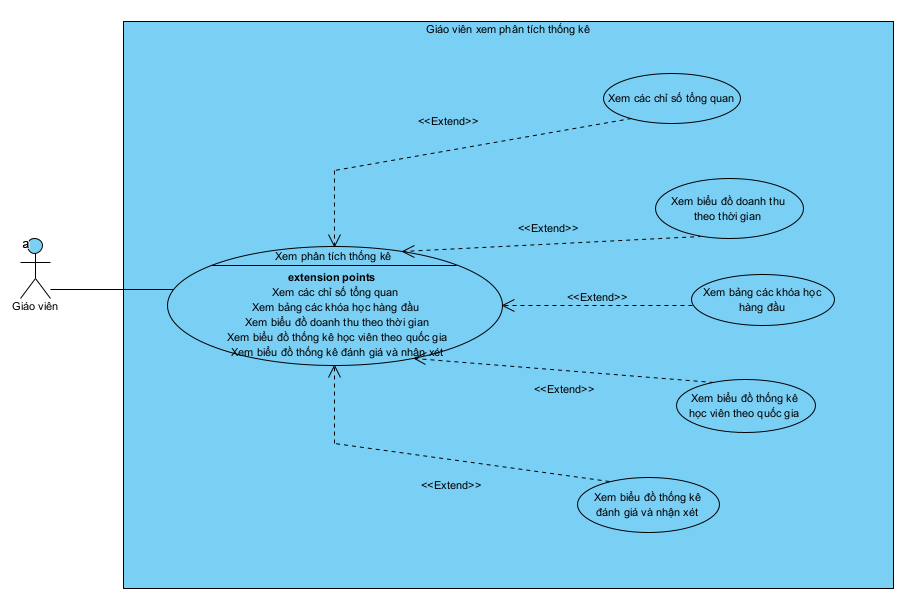 Giáo viên xem phân tích thống kê
Xem các chỉ số tổng quan
<<Extend>>
Xem biểu đồ doanh thu
theo thời gian
<<Extend>>
a
Giáo viên
Xem phân tích thống kê
extension points
Xem các chỉ số tổng quan
Xem bảng các khóa học hàng đầu
Xem biểu đồ doanh thu theo thời gian
Xem biểu đồ thống kê học viên theo quốc gia
Xem biểu đồ thống kê đánh giá và nhận xét
<<Extend>>
Xem bảng các khóa học
hàng đầu
<<Extend>>
Xem biểu đồ thống kê
học viên theo quốc gia
<<Extend>>
Xem biểu đồ thống kê
đánh giá và nhận xét